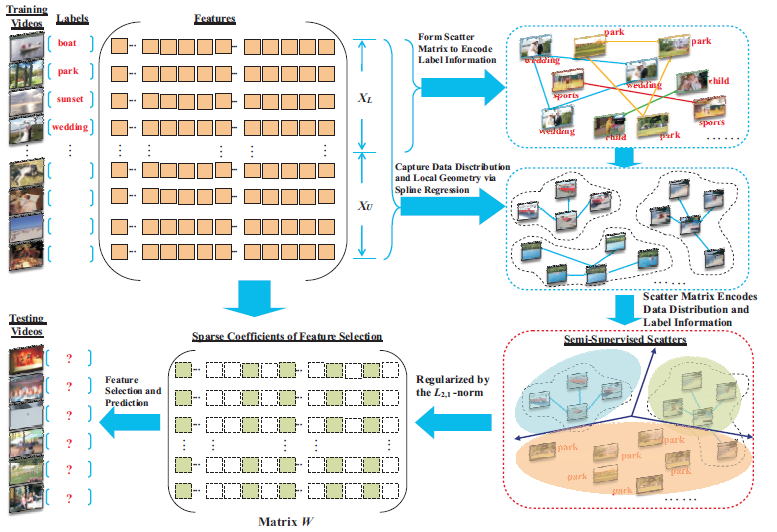 Training
Videos
Labels
Features
boat
park
sunset
wedding
X_L
X_U
Form Scatter
Matrix to Encode
Label Information
Capture Data Disctribution
and Local Geometry via
Spline Regression
park
park
wedding
wedding
child
sports
sports
wedding
child
park
Scatter Matrix Encodes
Data Distribution and
Label Information
Testing
Videos
?
?
?
?
?
?
Feature
Selection and
Prediction
Sparse Coefficients of Feature Selection
Matrix W
Regularized by
the L2,1 -norm
Semi-Supervised Scatters
park
park
park
park
park
park
park